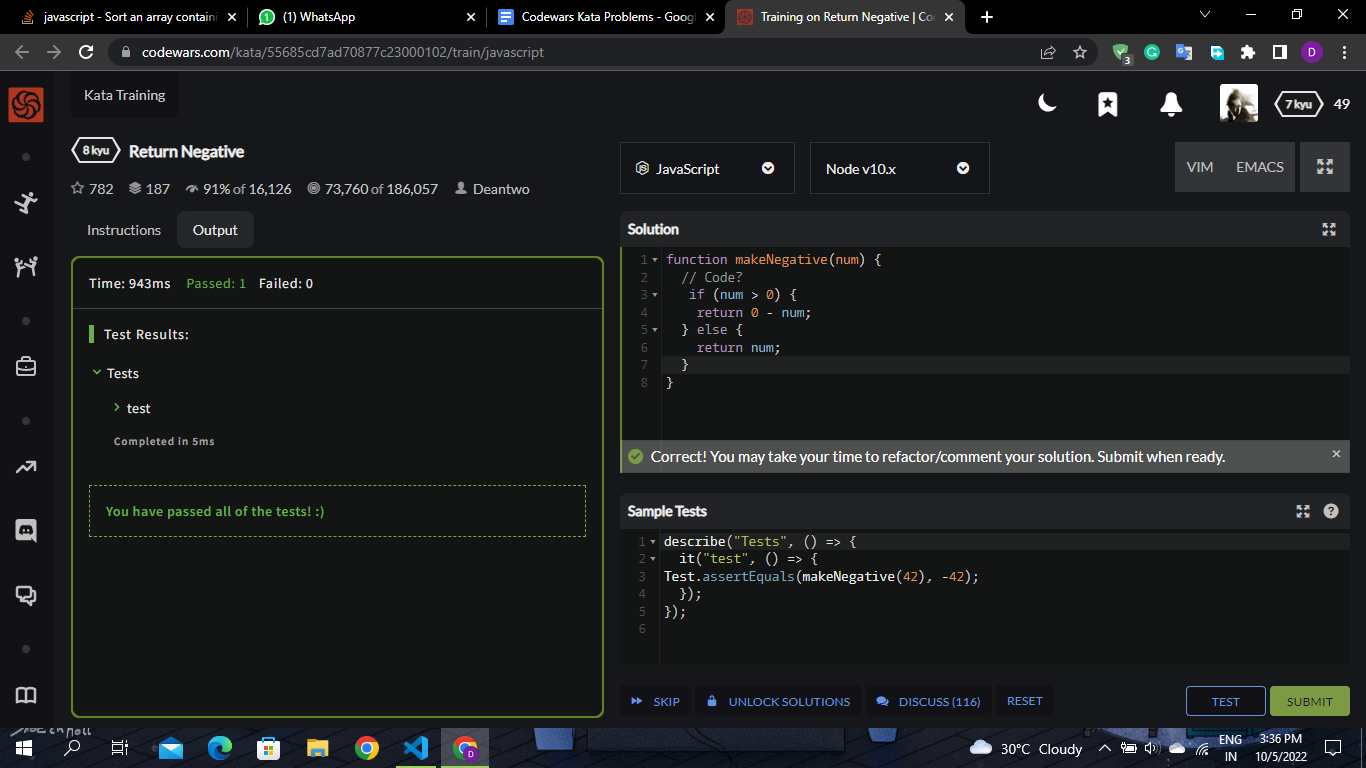 javascript - Sort an array containi
(1) WhatsApp
Codewars Kata Problems - Goog
Training on Return Negative | Co
codewars.com/kata/55685cd7ad70877c23000102/train/javascript
3
D
Kata Training
7 kyu
49
8 kyu
Return Negative
782
187
91% of 16,126
73,760 of 186,057
Deantwo
JavaScript
Node v10.x
VIM
EMACS
Instructions
Output
Time: 943ms Passed: 1 Failed: 0
Test Results:
Tests
test
Completed in 5ms
You have passed all of the tests! :)
Solution
1 function makeNegative(num) {
2 // Code?
3 if (num > 0) {
4 return 0 - num;
5 } else {
6 return num;
7 }
8 }
Correct! You may take your time to refactor/comment your solution. Submit when ready.
Sample Tests
1 describe("Tests", () => {
2 it("test", () => {
3 Test.assertEquals(makeNegative(42), -42);
4 });
5 });
6
SKIP
UNLOCK SOLUTIONS
DISCUSS (116)
RESET
TEST
SUBMIT
D
30°C Cloudy
ENG
IN
3:36 PM
10/5/2022